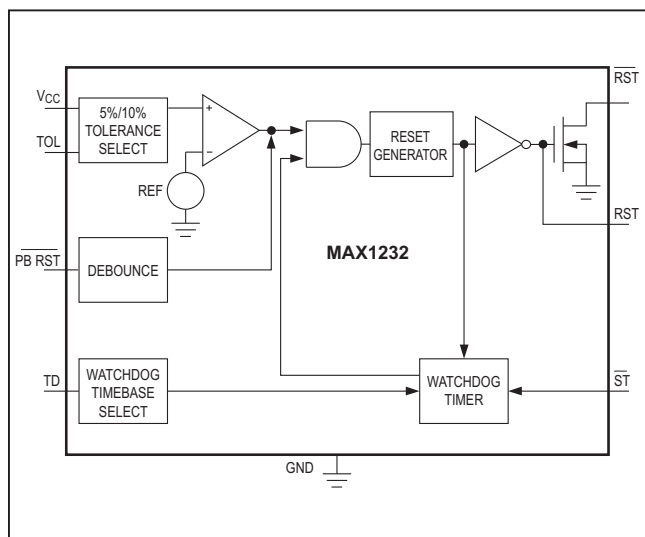 RST
VCC
5%/10%
TOLERANCE
SELECT
+
−
TOL
REF
RESET
GENERATOR
RST
PB RST
DEBOUNCE
MAX1232
TD
WATCHDOG
TIMEBASE
SELECT
WATCHDOG
TIMER
ST
GND